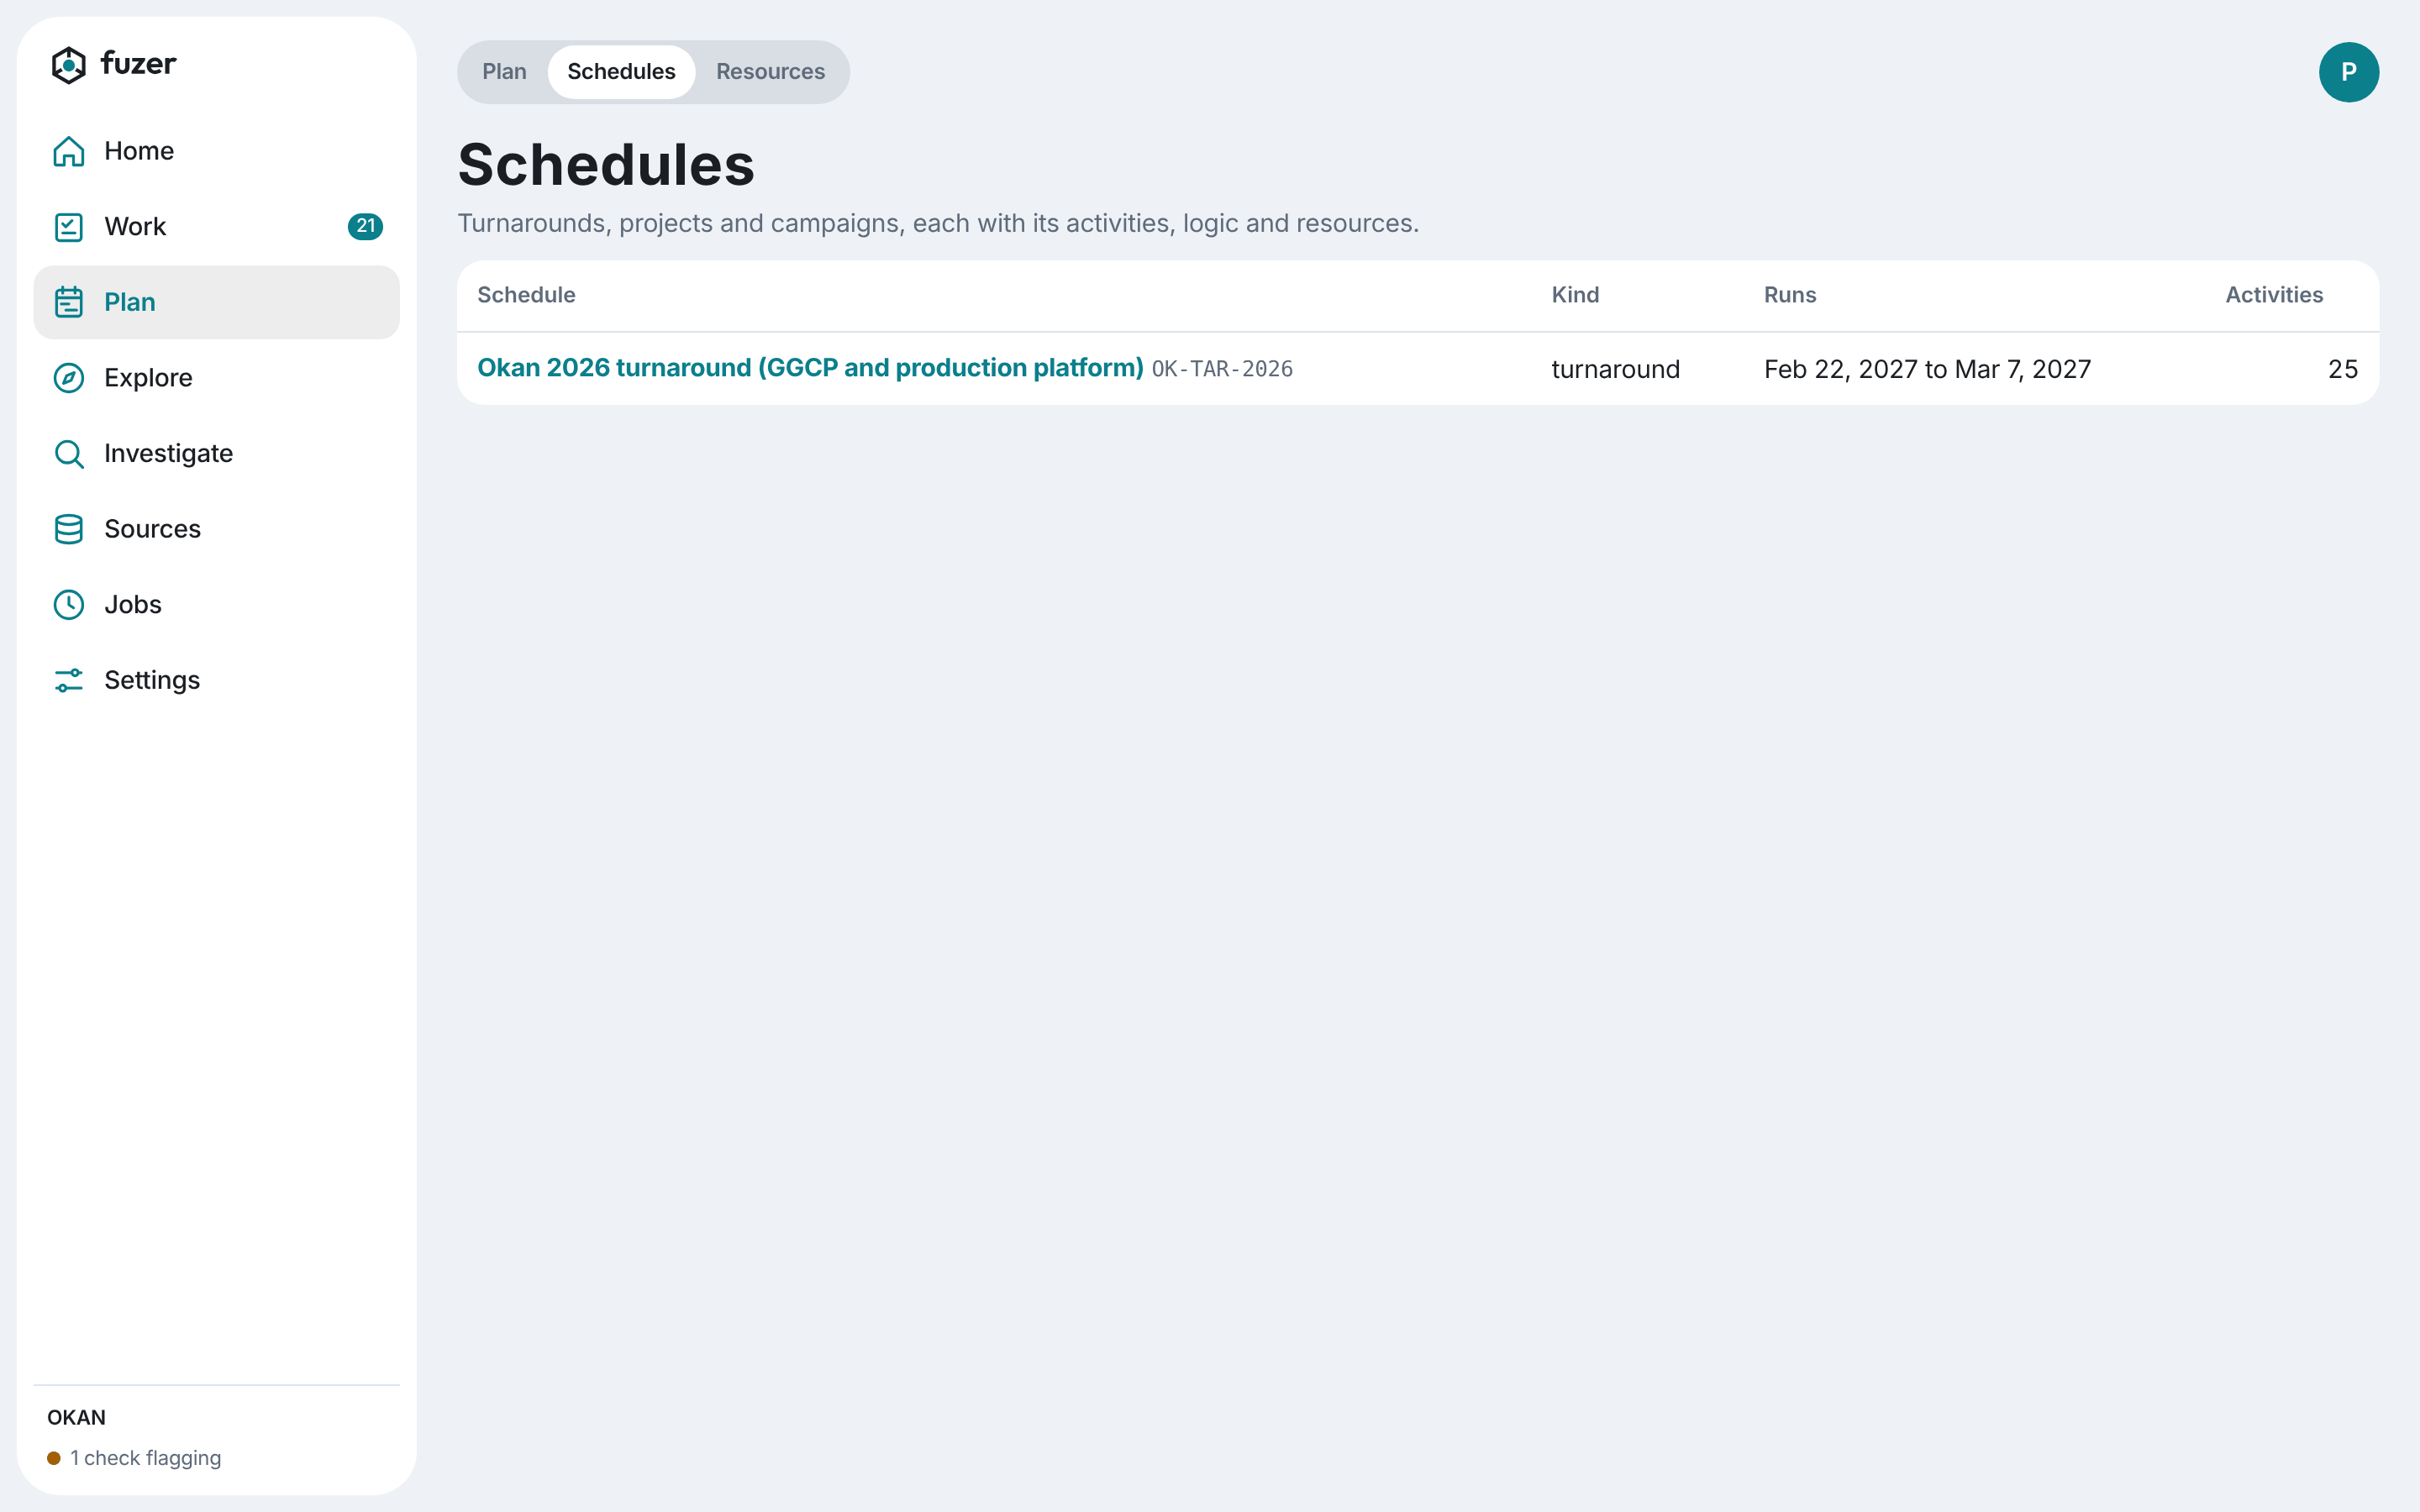 fuzer
Home
Work 21
Plan
Explore
Investigate
Sources
Jobs
Settings
OKAN
1 check flagging
Plan Schedules Resources
P
Schedules
Turnarounds, projects and campaigns, each with its activities, logic and resources.
Schedule Kind Runs Activities
Okan 2026 turnaround (GGCP and production platform) OK-TAR-2026 turnaround Feb 22, 2027 to Mar 7, 2027 25